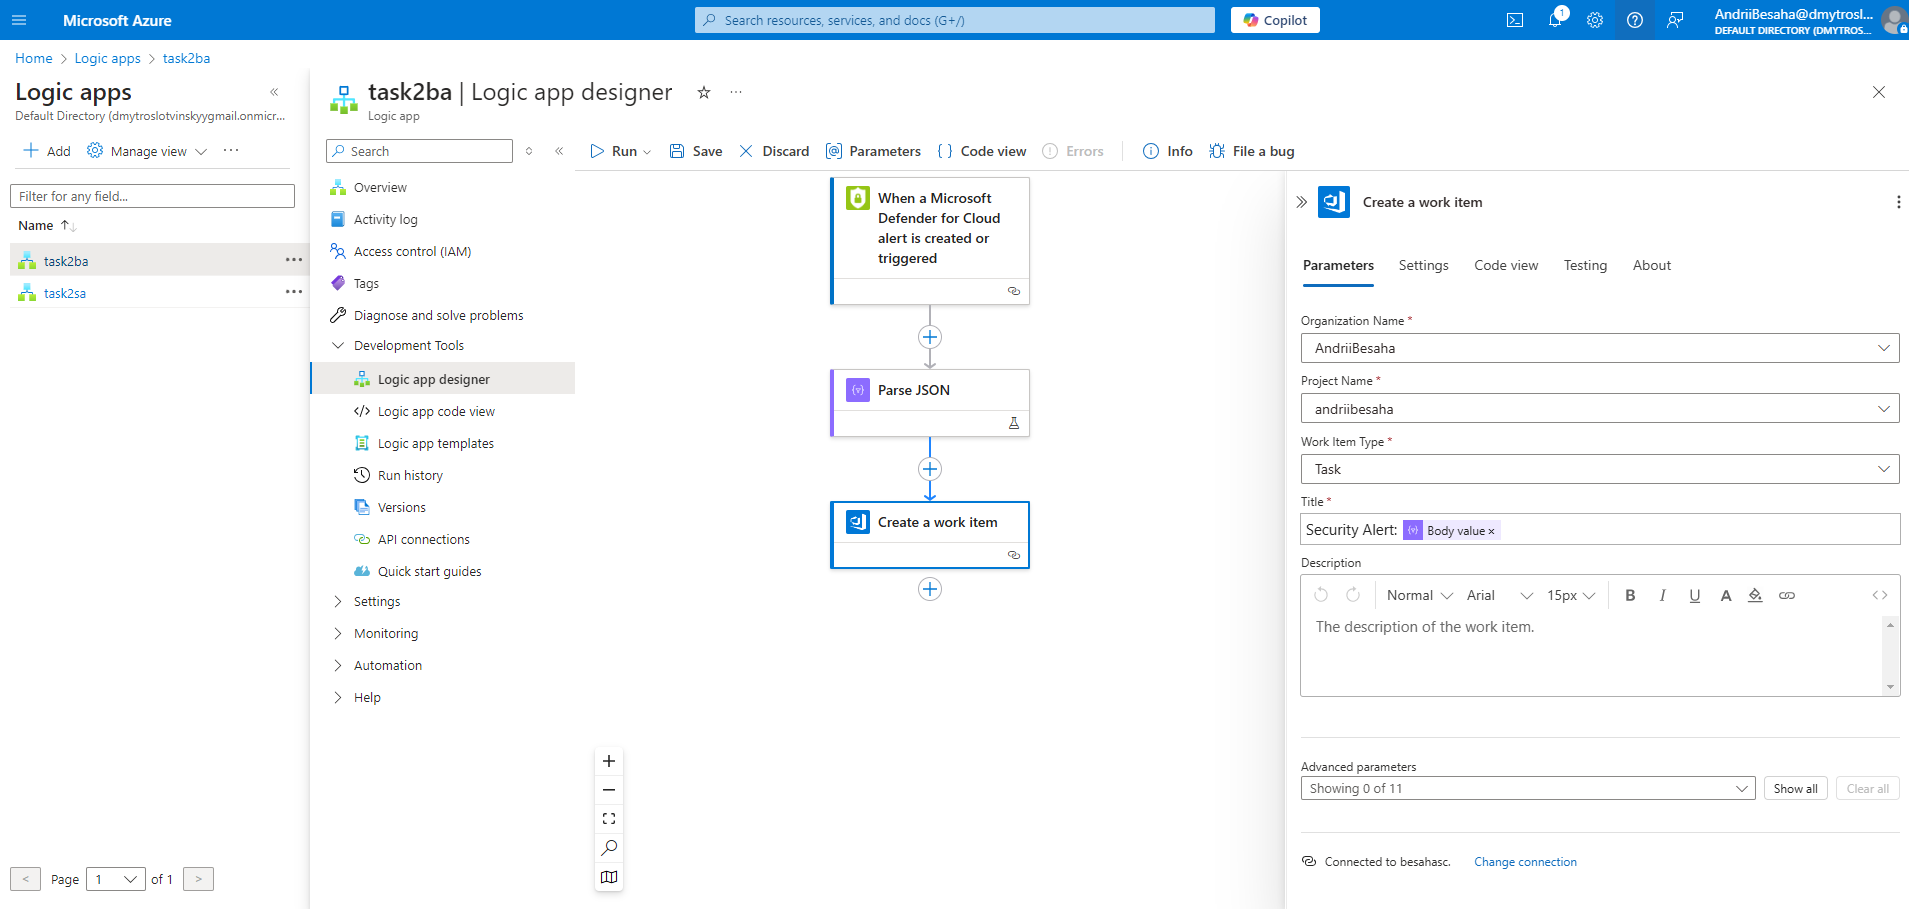 Microsoft Azure
Search resources, services, and docs (G+/)
Copilot
1
AndriiBesaha@dmytrosl...
DEFAULT DIRECTORY (DMYTROS...
Home > Logic apps > task2ba
Logic apps
Default Directory (dmytroslotvinskyygmail.onmicr...
Add
Manage view
Filter for any field...
Name
task2ba
task2sa
< Page 1 of 1 >
task2ba | Logic app designer
Logic app
Search
Overview
Activity log
Access control (IAM)
Tags
Diagnose and solve problems
Development Tools
Logic app designer
Logic app code view
Logic app templates
Run history
Versions
API connections
Quick start guides
Settings
Monitoring
Automation
Help
Run
Save
Discard
Parameters
Code view
Errors
Info
File a bug
When a Microsoft
Defender for Cloud
alert is created or
triggered
Parse JSON
Create a work item
Create a work item
Parameters
Settings
Code view
Testing
About
Organization Name *
AndriiBesaha
Project Name *
andriibesaha
Work Item Type *
Task
Title *
Security Alert: Body value ×
Description
Normal
Arial
15px
B I U A
The description of the work item.
Advanced parameters
Showing 0 of 11
Show all
Clear all
Connected to besahasc.
Change connection